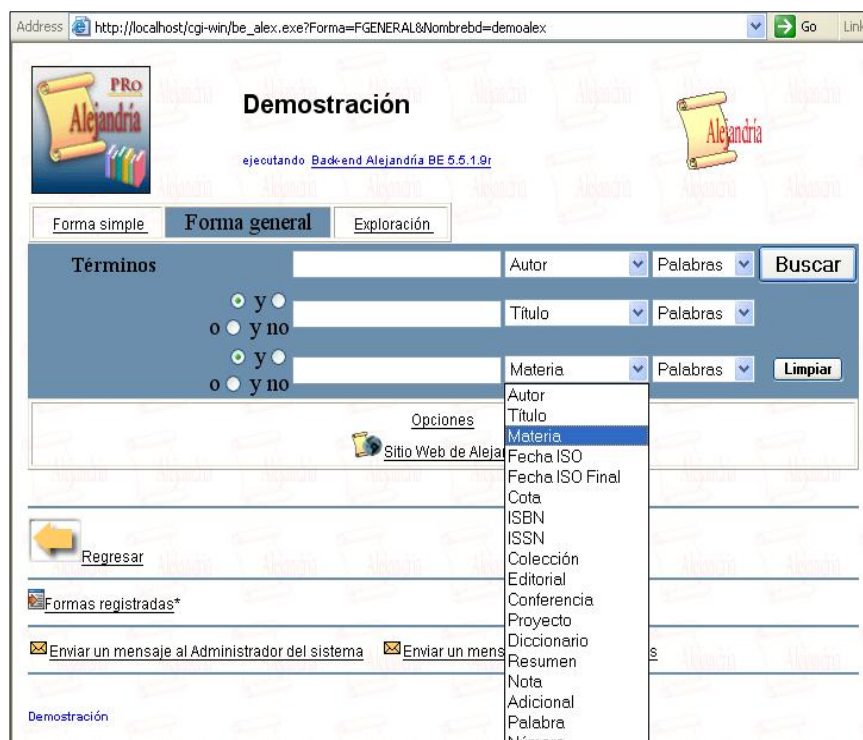 Address http://localhost/cgi-win/be_alex.exe?Forma=FGENERAL&Nombrebd=demoalex Go
PRO
Alejandría
Demostración
Alejandría
ejecutando Back-end Alejandría BE 5.5.1.9r
Forma simple Forma general Exploración
Términos Autor Palabras Buscar
y
o y no
Título Palabras
y
o y no
Materia Palabras Limpiar
Autor
Título
Materia
Fecha ISO
Fecha ISO Final
Cota
ISBN
ISSN
Colección
Editorial
Conferencia
Proyecto
Diccionario
Resumen
Nota
Adicional
Palabra
Opciones
Sitio Web de
Regresar
Formas registradas*
Enviar un mensaje al Administrador del sistema Enviar un
Demostración